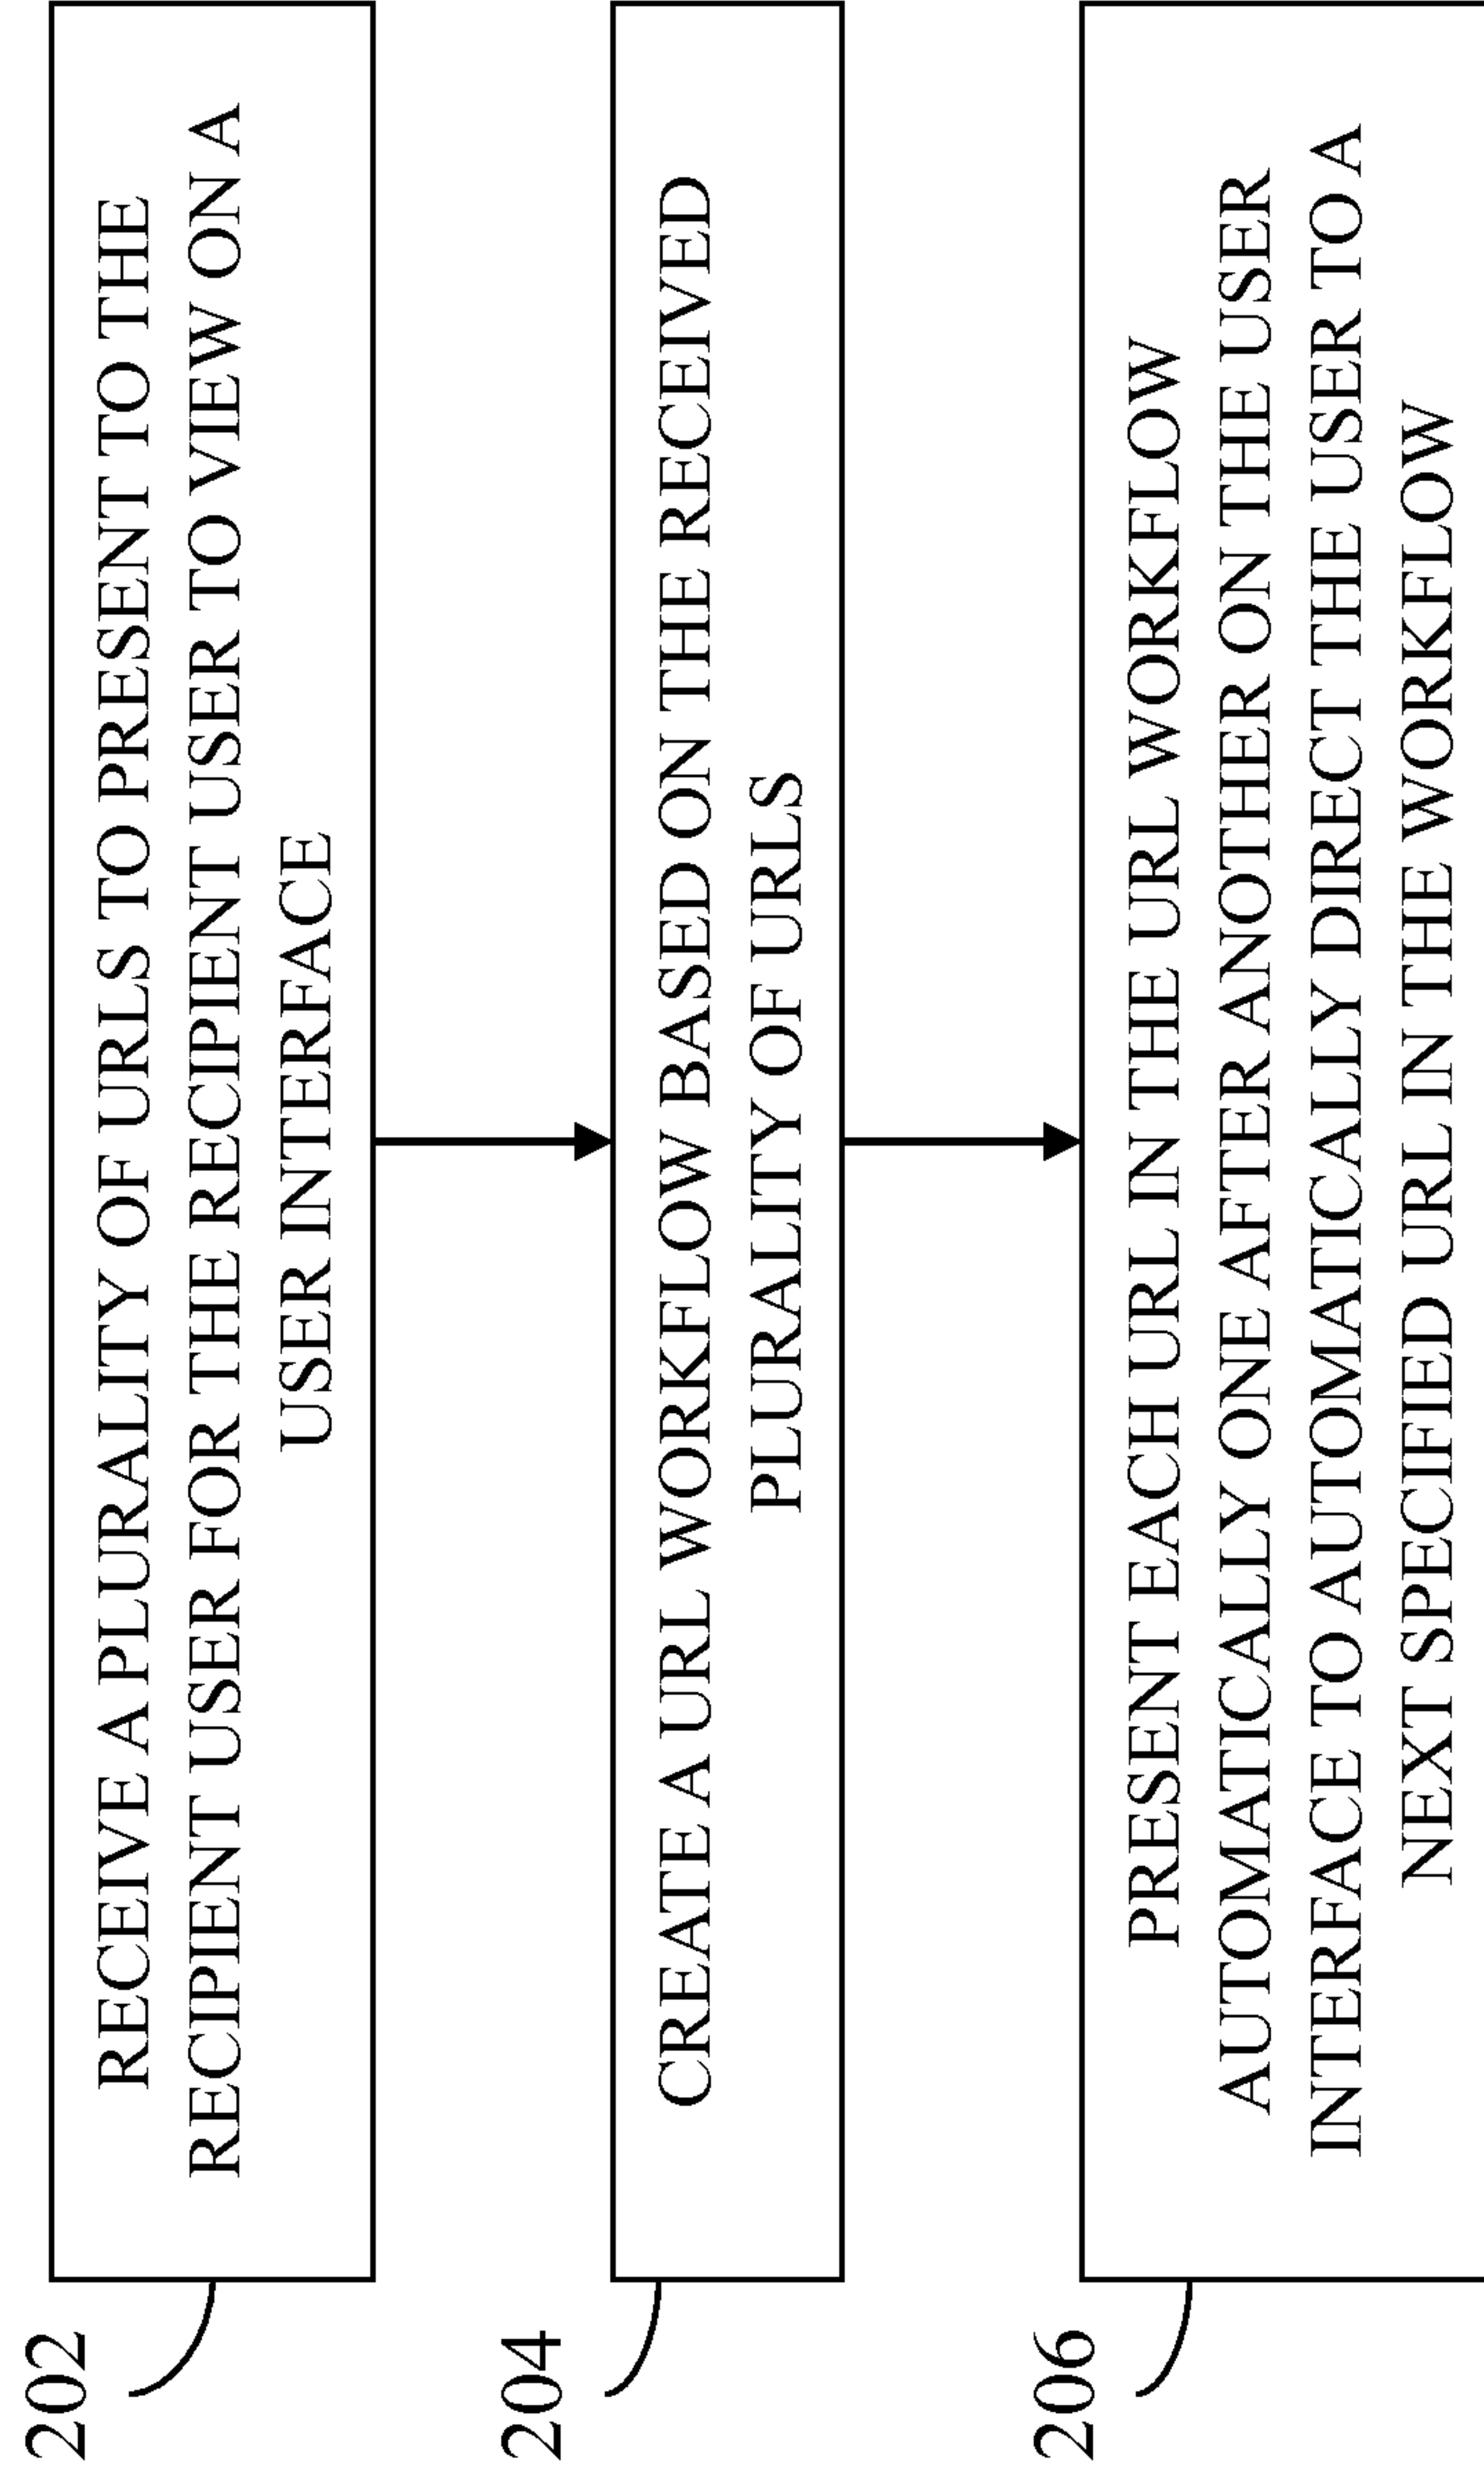 202
RECEIVE A PLURALITY OF URLS TO PRESENT TO THE
RECIPIENT USER FOR THE RECIPIENT USER TO VIEW ON A
USER INTERFACE
204
CREATE A URL WORKFLOW BASED ON THE RECEIVED
PLURALITY OF URLS
206
PRESENT EACH URL IN THE URL WORKFLOW
AUTOMATICALLY ONE AFTER ANOTHER ON THE USER
INTERFACE TO AUTOMATICALLY DIRECT THE USER TO A
NEXT SPECIFIED URL IN THE WORKFLOW